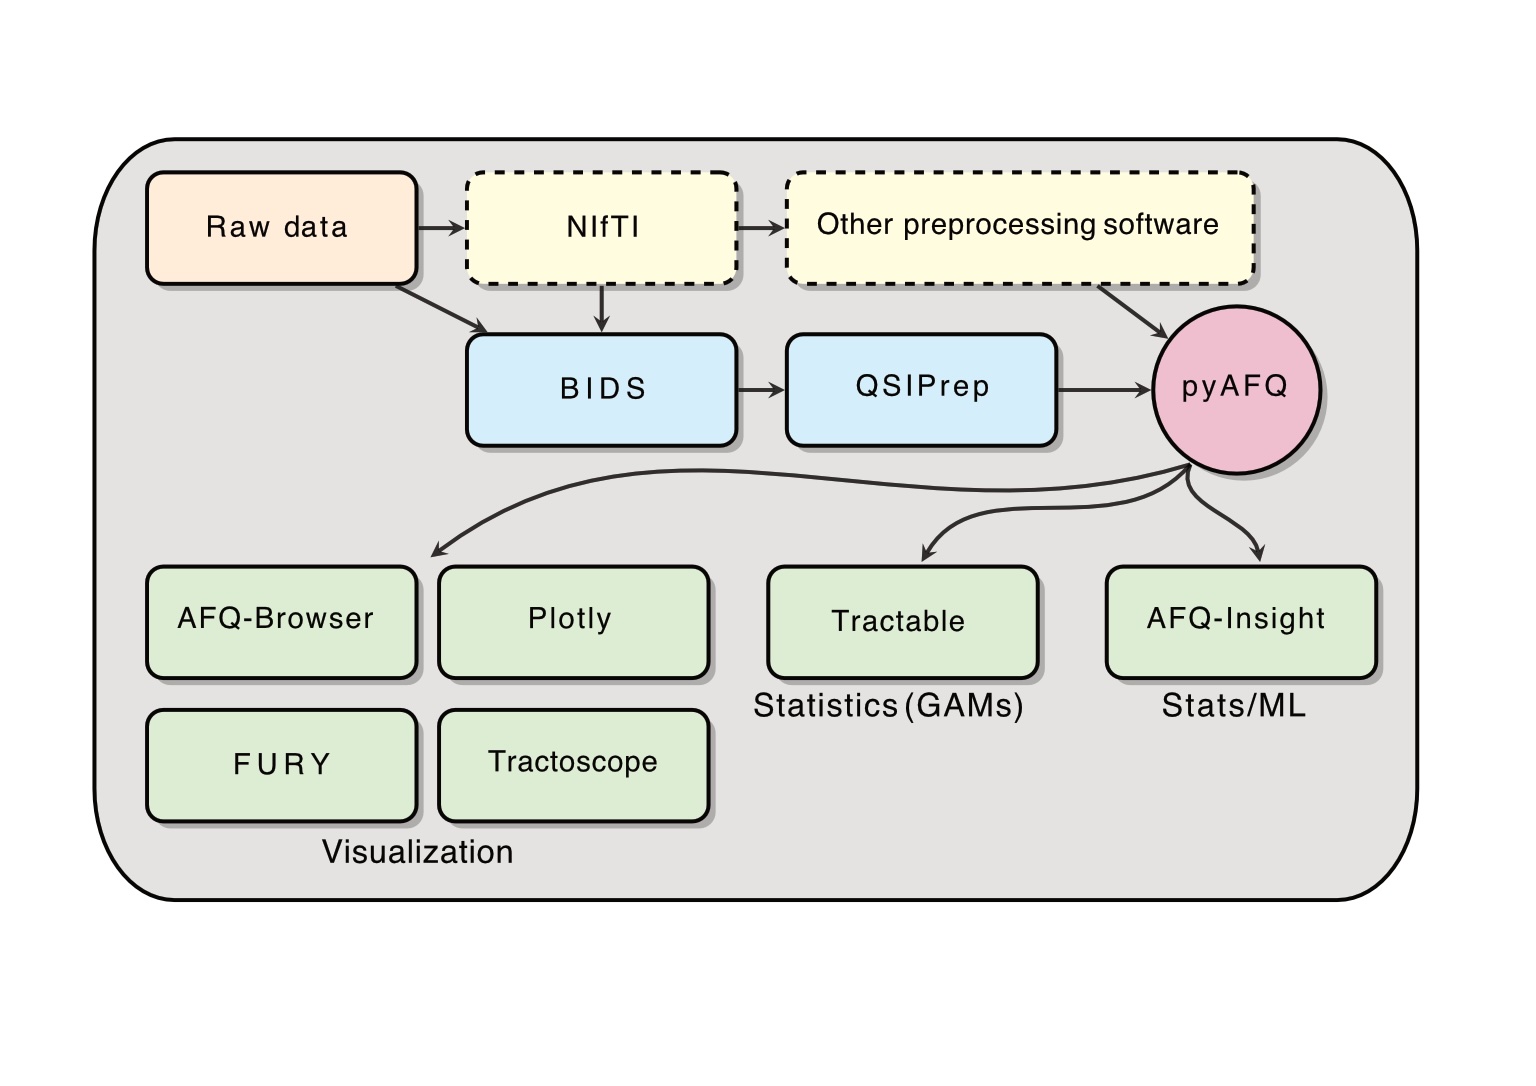 Raw data
NIfTI
Other preprocessing software
BIDS
QSIPrep
pyAFQ
AFQ-Browser
Plotly
Tractable
AFQ-Insight
Statistics (GAMs)
Stats/ML
FURY
Tractoscope
Visualization